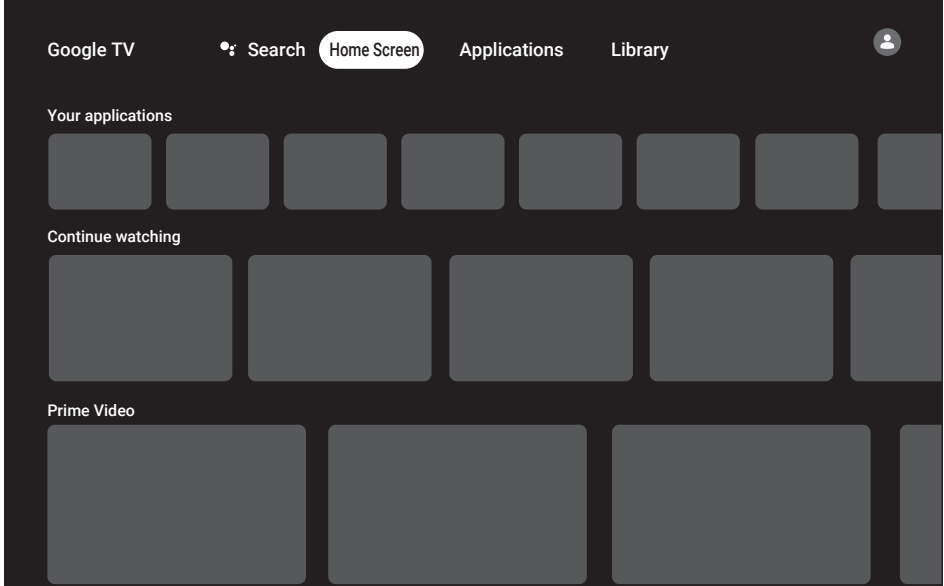 Google TV Search Home Screen Applications Library
Your applications
Continue watching
Prime Video